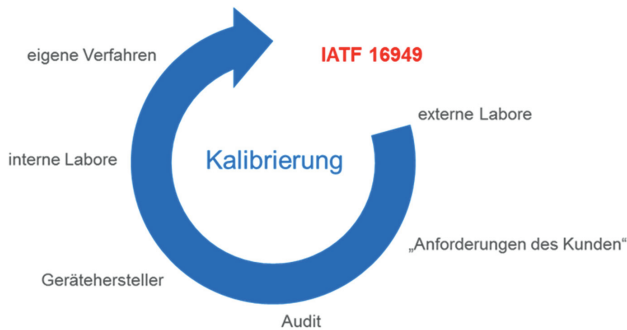 eigene Verfahren
IATF 16949
externe Labore
interne Labore
Kalibrierung
„Anforderungen des Kunden“
Gerätehersteller
Audit